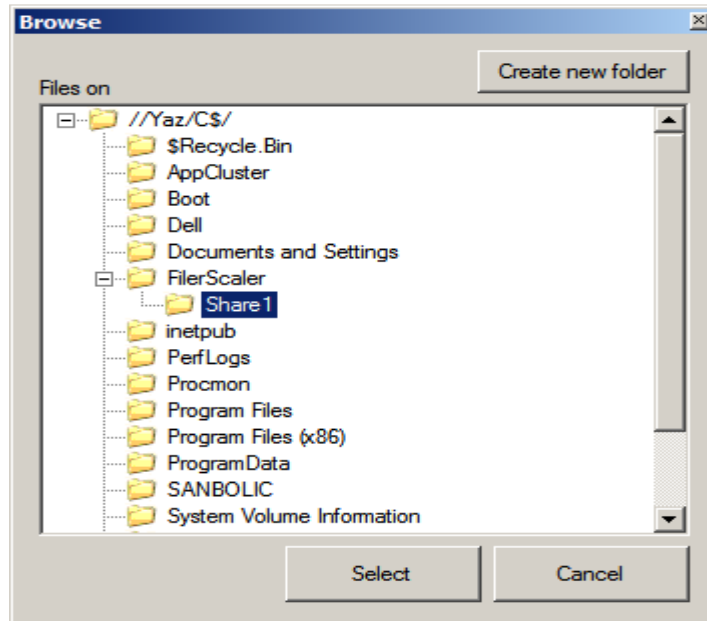 Browse
Create new folder
Files on
//Yaz/C$/
$Recycle.Bin
AppCluster
Boot
Dell
Documents and Settings
FilerScaler
Share1
inetpub
PerfLogs
Procmon
Program Files
Program Files (x86)
ProgramData
SANBOLIC
System Volume Information
Select
Cancel